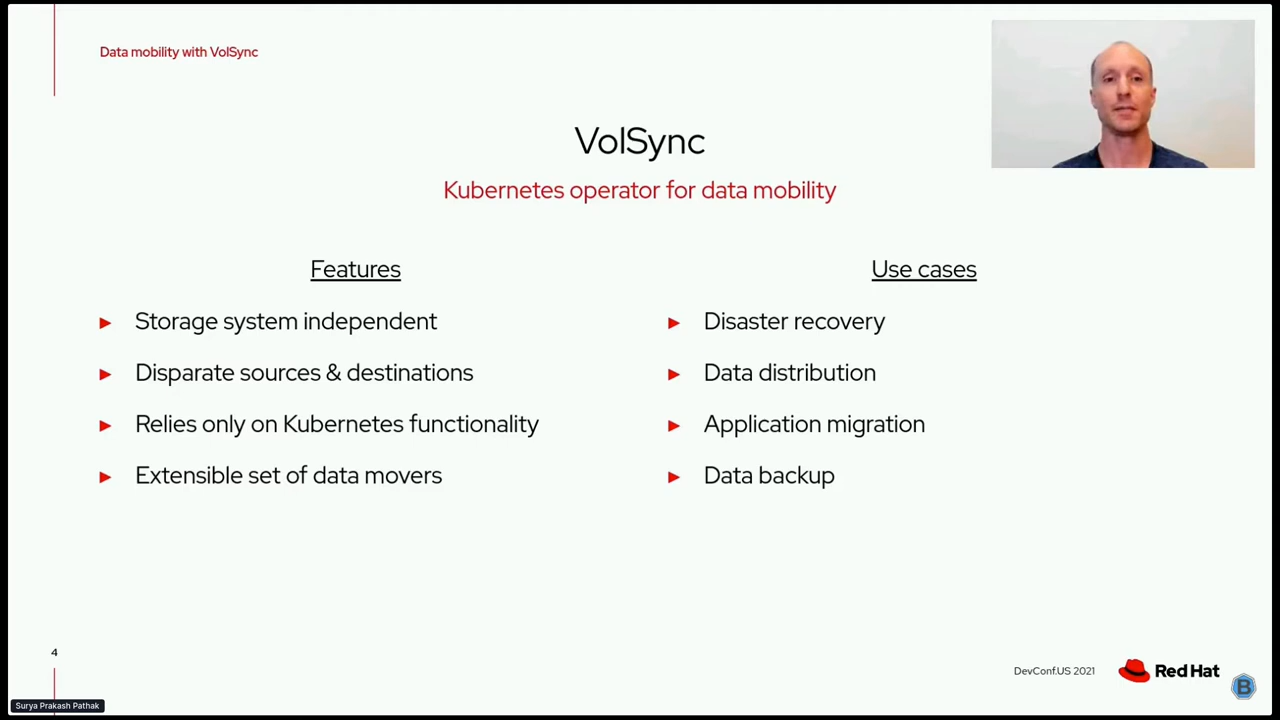 Data mobility with VolSync
VolSync
Kubernetes operator for data mobility
Features
Storage system independent
Disparate sources & destinations
Relies only on Kubernetes functionality
Extensible set of data movers
Use cases
Disaster recovery
Data distribution
Application migration
Data backup
4
DevConf.US 2021
Red Hat
B
Surya Prakash Pathak